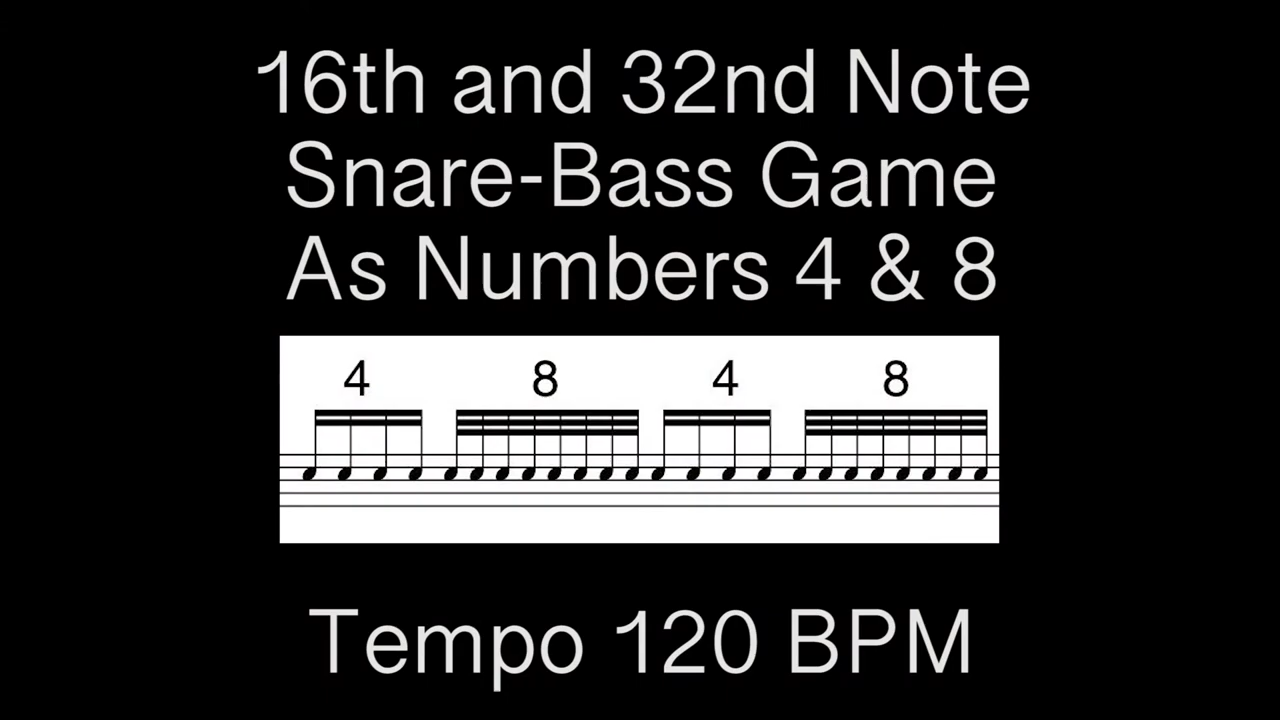 16th and 32nd Note
Snare-Bass Game
As Numbers 4 & 8
4 8 4 8
Tempo 120 BPM